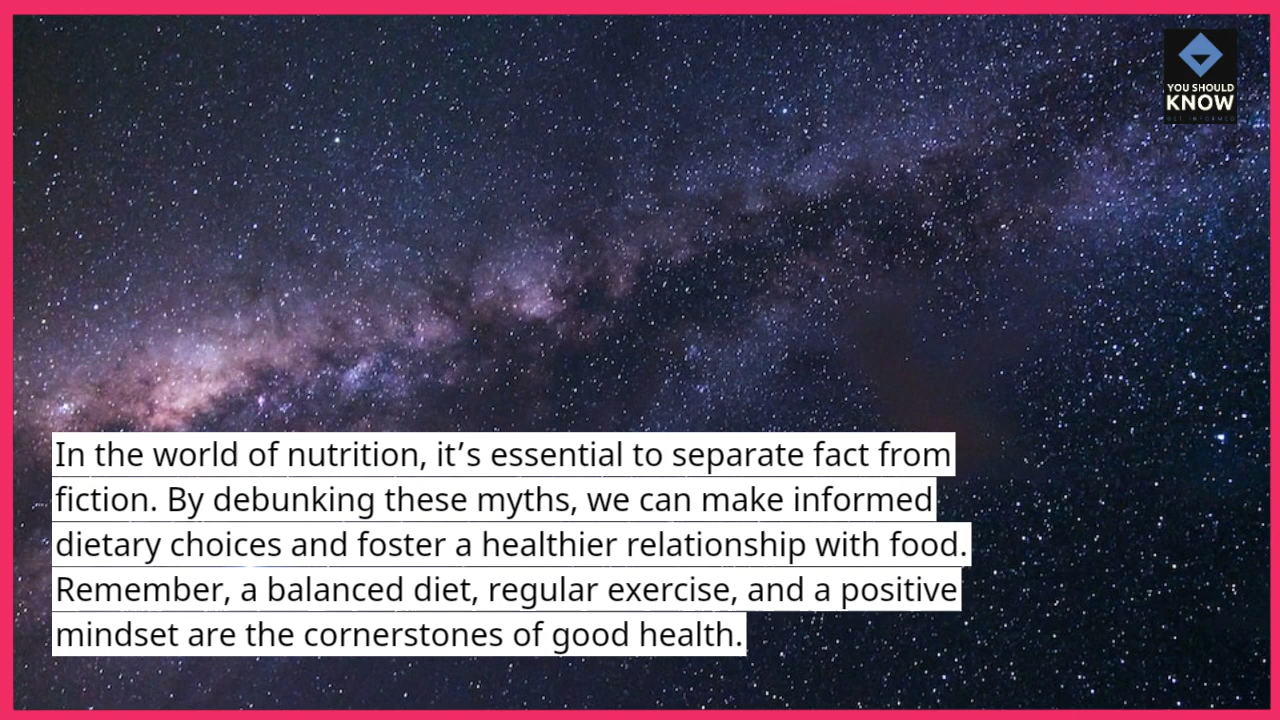 YOU SHOULD
KNOW
GET INFORMED
In the world of nutrition, it’s essential to separate fact from
fiction. By debunking these myths, we can make informed
dietary choices and foster a healthier relationship with food.
Remember, a balanced diet, regular exercise, and a positive
mindset are the cornerstones of good health.